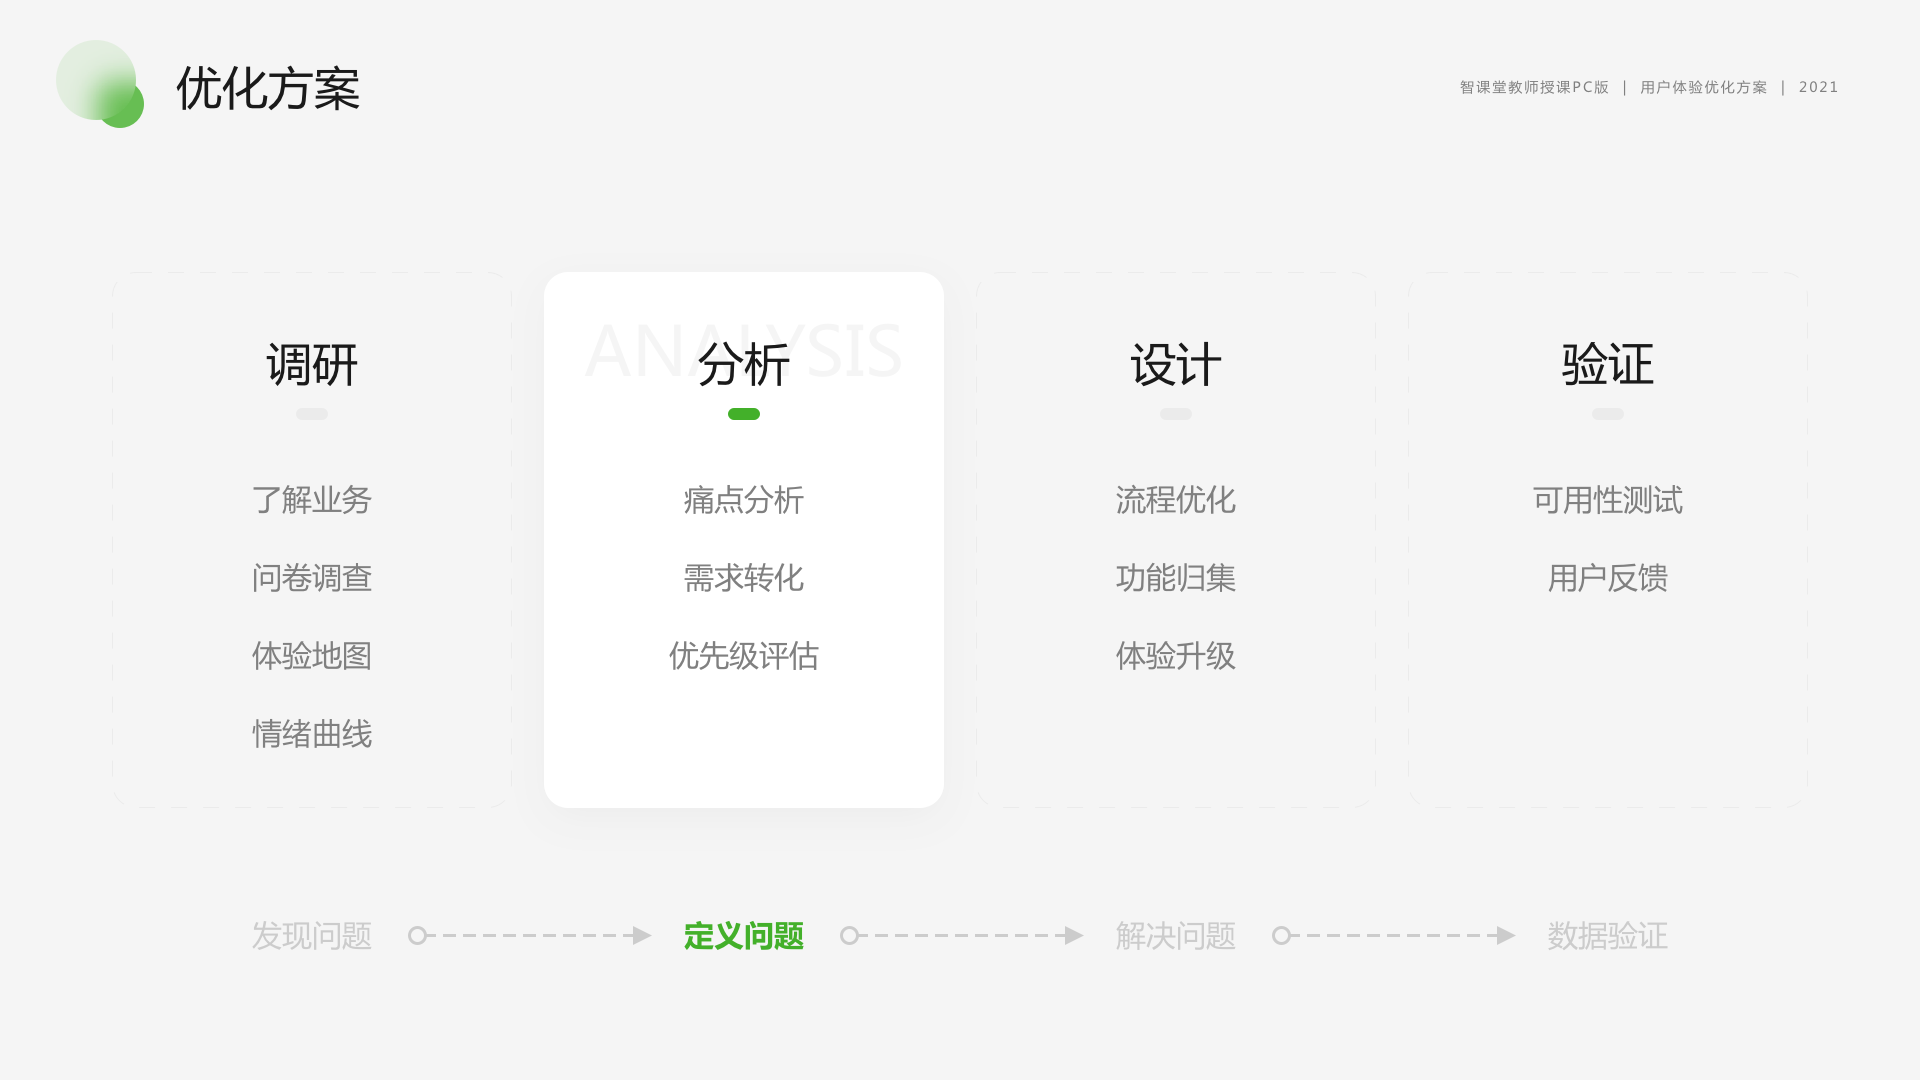 优化方案
智课堂教师授课PC版 | 用户体验优化方案 | 2021
调研
了解业务
问卷调查
体验地图
情绪曲线
ANALYSIS
分析
痛点分析
需求转化
优先级评估
设计
流程优化
功能归集
体验升级
验证
可用性测试
用户反馈
发现问题
定义问题
解决问题
数据验证